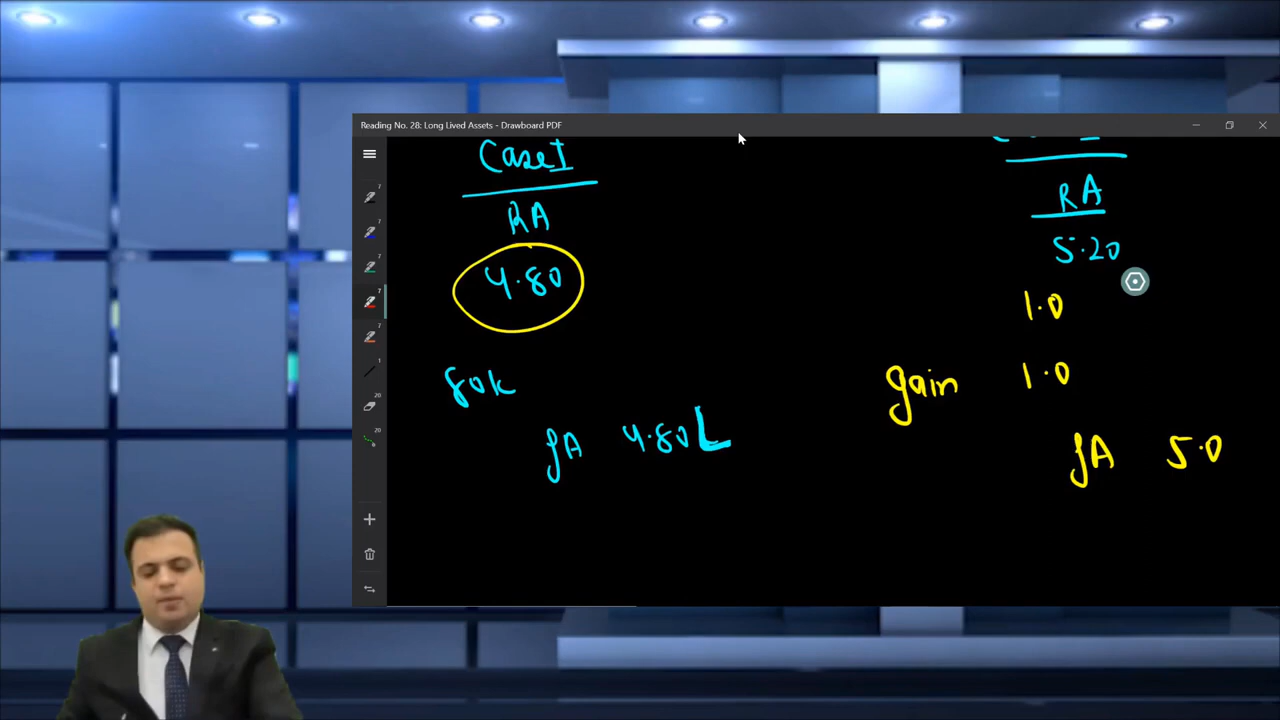 Reading No. 28: Long Lived Assets - Drawboard PDF
Case I
RA
4.80
80k
fA 4.80L
RA
5.20
1.0
gain 1.0
fA 5.0